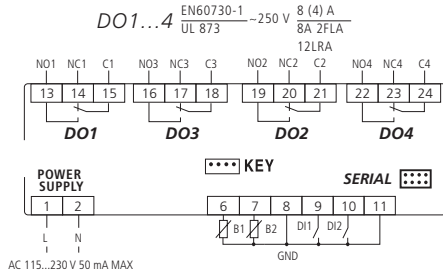 DO1...4 EN60730-1 ~250 V 8 (4) A
UL 873 8A 2FLA
12LRA
NO1 NC1 C1 NO3 NC3 C3 NO2 NC2 C2 NO4 NC4 C4
13 14 15 16 17 18 19 20 21 22 23 24
DO1 DO3 DO2 DO4
KEY
POWER
SUPPLY
SERIAL
1 2 6 7 8 9 10 11
B1 B2 DI1 DI2
L N
GND
AC 115...230 V 50 mA MAX